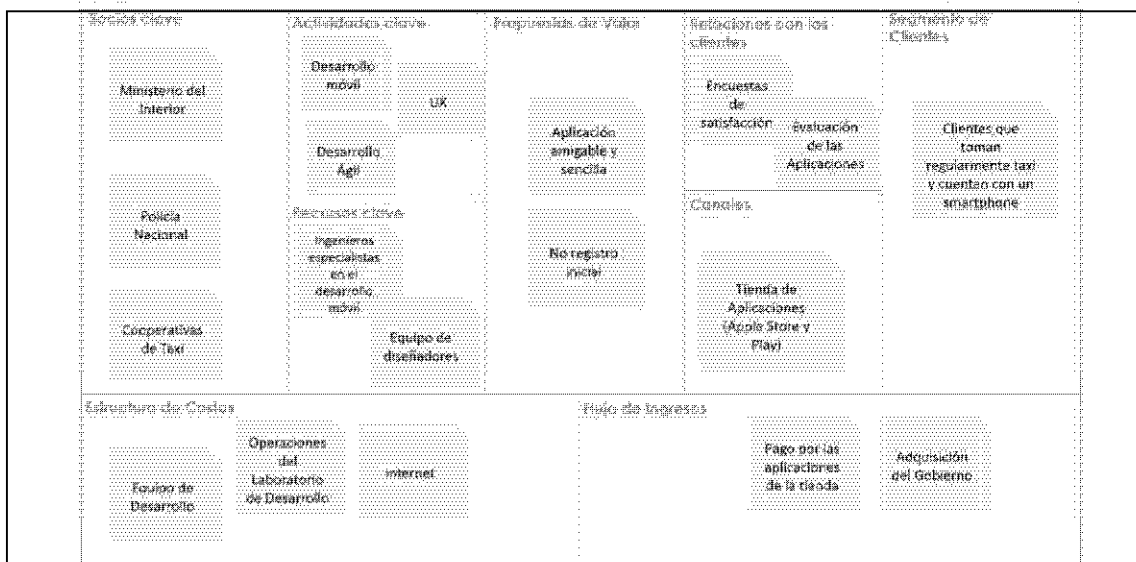 Socios clave
Ministerio del
Interior
Policía
Nacional
Cooperativas
de Taxi
Actividades clave
Desarrollo
móvil
UX
Desarrollo
Ágil
Recursos clave
Ingenieros
especialistas
en el
desarrollo
móvil
Equipo de
diseñadores
Propuestas de Valor
Aplicación
amigable y
sencilla
No registro
inicial
Relaciones con los
clientes
Encuestas
de
satisfacción
Evaluación
de las
Aplicaciones
Canales
Tienda de
Aplicaciones
(Apple Store y
Play)
Segmento de
Clientes
Clientes que
toman
regularmente taxi
y cuentan con un
smartphone
Estructura de Costos
Equipo de
Desarrollo
Operaciones
del
Laboratorio
de Desarrollo
internet
Flujo de Ingresos
Pago por las
aplicaciones
de la tienda
Adquisición
del Gobierno